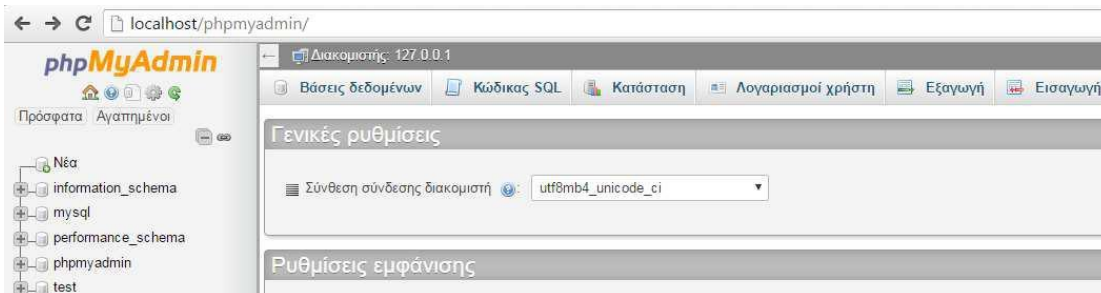 localhost/phpmyadmin/
phpMyAdmin
Πρόσφατα Αγαπημένοι
Νέα
information_schema
mysql
performance_schema
phpmyadmin
test
Διακομιστής: 127.0.0.1
Βάσεις δεδομένων Κώδικας SQL Κατάσταση Λογαριασμοί χρήστη Εξαγωγή Εισαγωγή
Γενικές ρυθμίσεις
Σύνθεση σύνδεσης διακομιστή : utf8mb4_unicode_ci
Ρυθμίσεις εμφάνισης